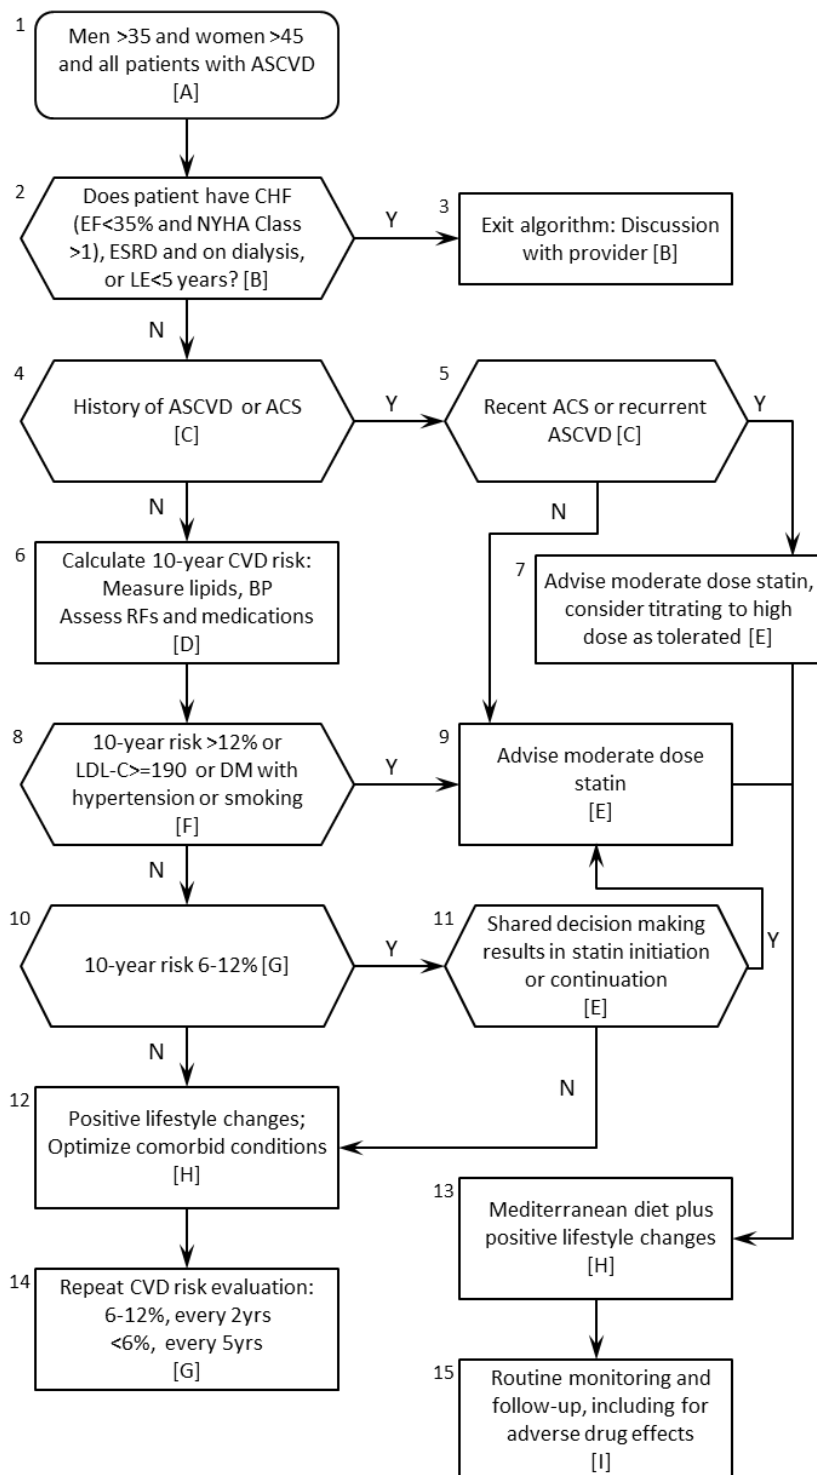 1
Men >35 and women >45
and all patients with ASCVD
[A]
2
Does patient have CHF
(EF<35% and NYHA Class
>1), ESRD and on dialysis,
or LE<5 years? [B]
Y
3
Exit algorithm: Discussion
with provider [B]
N
4
History of ASCVD or ACS
[C]
Y
5
Recent ACS or recurrent
ASCVD [C]
Y
N
N
6
Calculate 10-year CVD risk:
Measure lipids, BP
Assess RFs and medications
[D]
7
Advise moderate dose statin,
consider titrating to high
dose as tolerated [E]
8
10-year risk >12% or
LDL-C>=190 or DM with
hypertension or smoking
[F]
Y
9
Advise moderate dose
statin
[E]
N
10
10-year risk 6-12% [G]
Y
11
Shared decision making
results in statin initiation
or continuation
[E]
Y
N
N
12
Positive lifestyle changes;
Optimize comorbid conditions
[H]
13
Mediterranean diet plus
positive lifestyle changes
[H]
14
Repeat CVD risk evaluation:
6-12%, every 2yrs
<6%, every 5yrs
[G]
15
Routine monitoring and
follow-up, including for
adverse drug effects
[I]